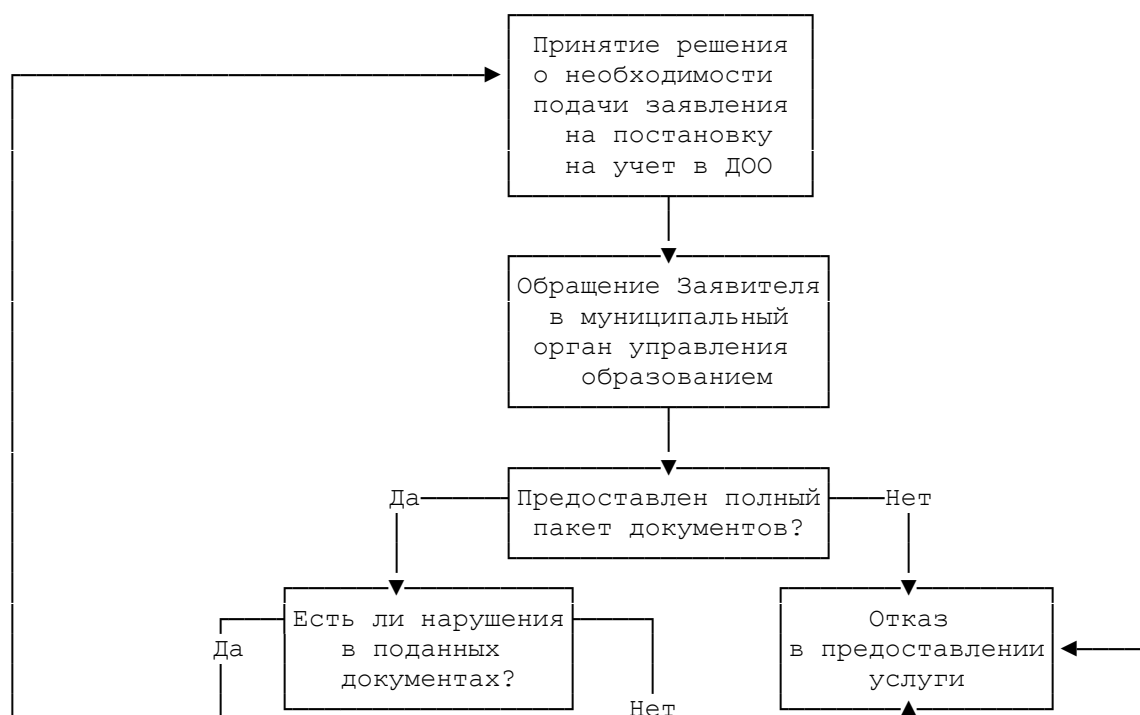 Принятие решения
о необходимости
подачи заявления
на постановку
на учет в ДОО
Обращение Заявителя
в муниципальный
орган управления
образованием
Да
Предоставлен полный
пакет документов?
Нет
Да
Есть ли нарушения
в поданных
документах?
Нет
Отказ
в предоставлении
услуги